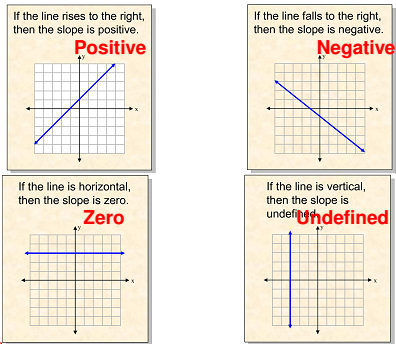 If the line rises to the right,
then the slope is positive.
Positive
y
x
If the line falls to the right,
then the slope is negative.
Negative
y
x
If the line is horizontal,
then the slope is zero.
Zero
y
x
If the line is vertical,
then the slope is
undefined
Undefined
y
x